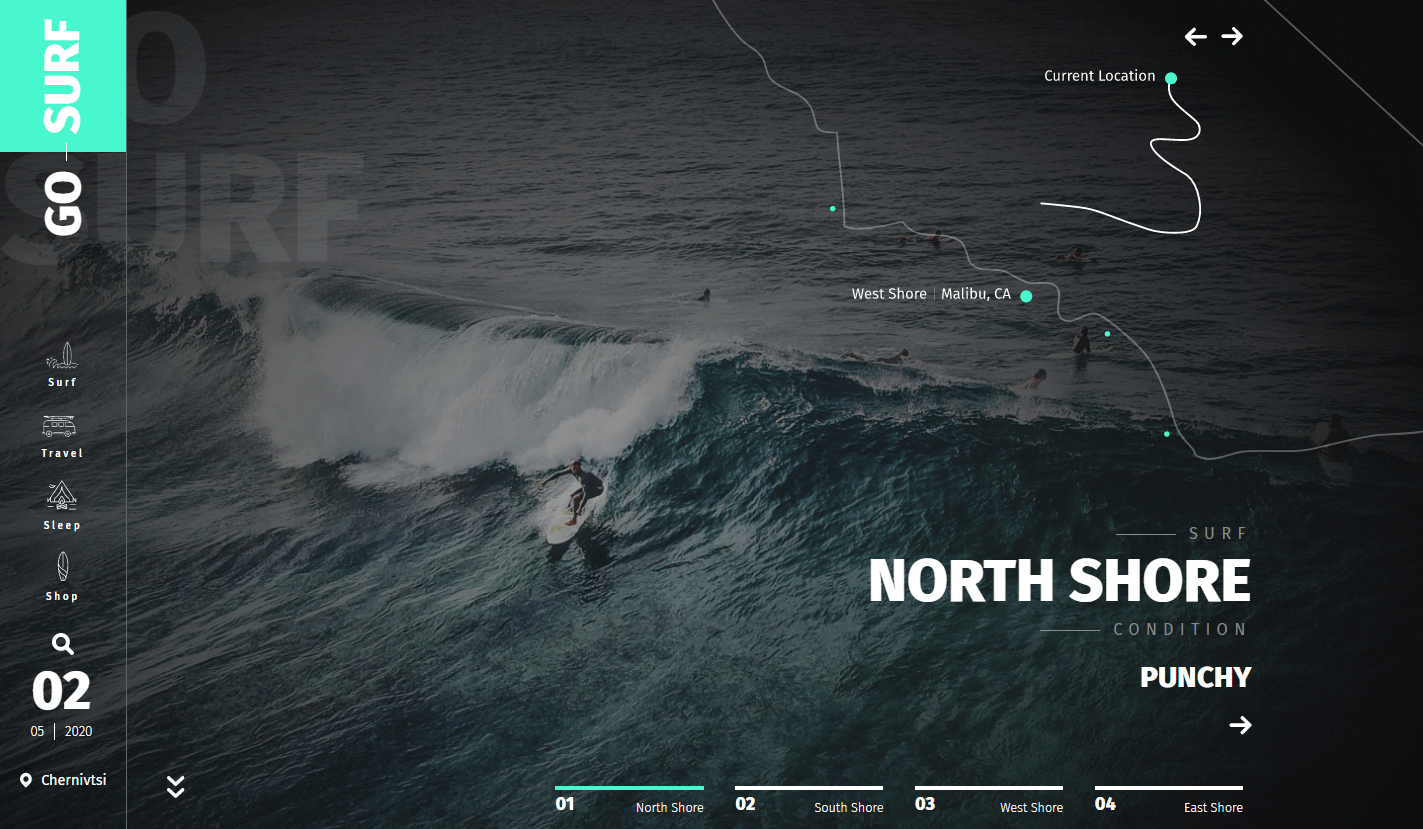 GO — SURF
GO
SURF
Surf
Travel
Sleep
Shop
02
05 | 2020
Chernivtsi
Current Location
West Shore | Malibu, CA
SURF
NORTH SHORE
CONDITION
PUNCHY
01 North Shore
02 South Shore
03 West Shore
04 East Shore